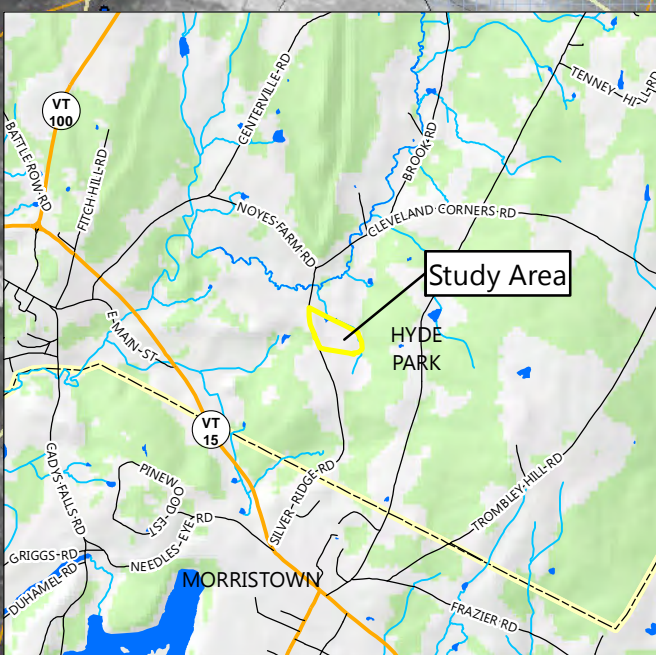 VT
100
BATTLE ROW RD
FITCH HILL RD
CENTERVILLE-RD
TENNEY-HILL RD
BROOK-RD
NOYES-FARM-RD
CLEVELAND CORNERS RD
Study Area
E-MAIN-ST
HYDE
PARK
VT
15
CADYS-FALLS-RD
PINEWOOD-EST
NEEDLES-EYE-RD
SILVER-RIDGE-RD
TROMBLEY-HILL-RD
GRIGGS-RD
DUHAMEL-RD
MORRISTOWN
FRAZIER-RD